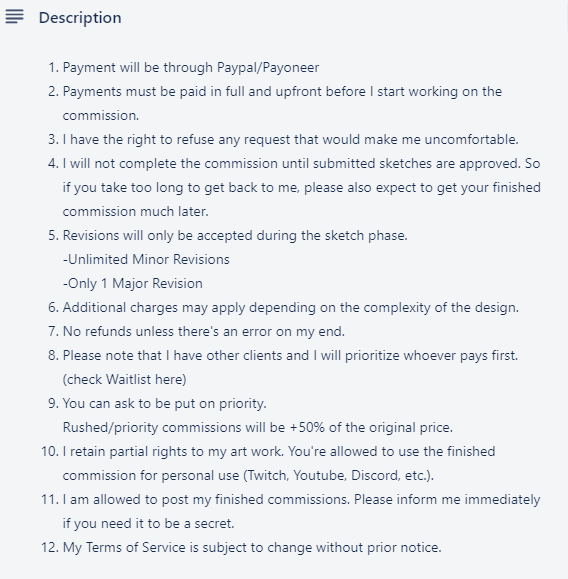 Description
1. Payment will be through Paypal/Payoneer
2. Payments must be paid in full and upfront before I start working on the
commission.
3. I have the right to refuse any request that would make me uncomfortable.
4. I will not complete the commission until submitted sketches are approved. So
if you take too long to get back to me, please also expect to get your finished
commission much later.
5. Revisions will only be accepted during the sketch phase.
-Unlimited Minor Revisions
-Only 1 Major Revision
6. Additional charges may apply depending on the complexity of the design.
7. No refunds unless there's an error on my end.
8. Please note that I have other clients and I will prioritize whoever pays first.
(check Waitlist here)
9. You can ask to be put on priority.
Rushed/priority commissions will be +50% of the original price.
10. I retain partial rights to my art work. You're allowed to use the finished
commission for personal use (Twitch, Youtube, Discord, etc.).
11. I am allowed to post my finished commissions. Please inform me immediately
if you need it to be a secret.
12. My Terms of Service is subject to change without prior notice.